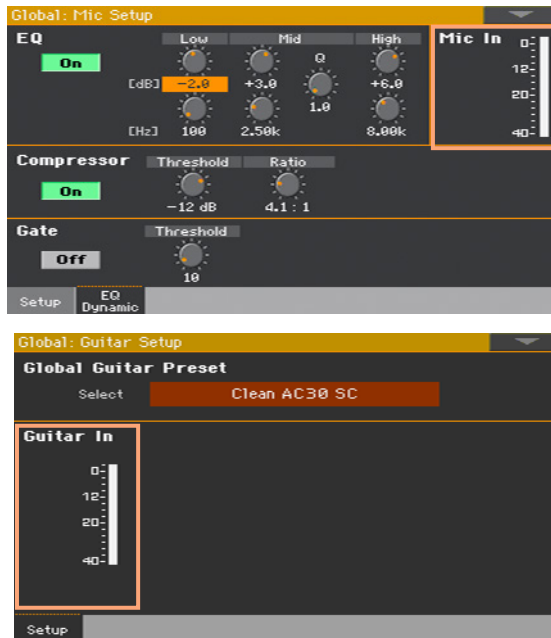 Global: Mic Setup
EQ Low Mid High Mic In
On Q
[dB] -2.0 +3.0 +6.0
1.0
[Hz] 100 2.50k 8.00k
0
12
20
40
Compressor Threshold Ratio
On
-12 dB 4.1 : 1
Gate Threshold
Off
10
Setup EQ Dynamic
Global: Guitar Setup
Global Guitar Preset
Select Clean AC30 SC
Guitar In
0
12
20
40
Setup